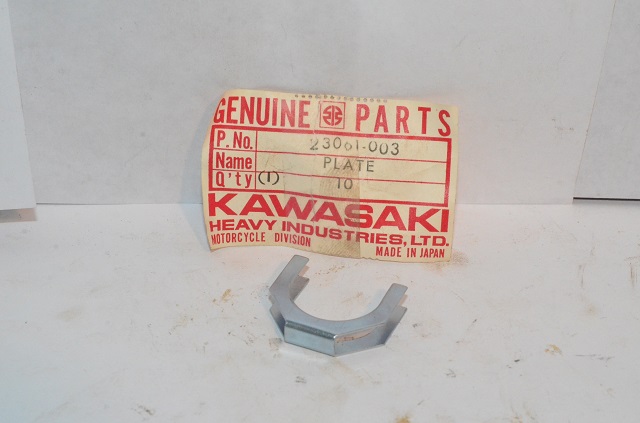 GENUINE PARTS
P. No. 23061-003
Name PLATE
Q'ty (1) 10
KAWASAKI
HEAVY INDUSTRIES, LTD.
MOTORCYCLE DIVISION MADE IN JAPAN